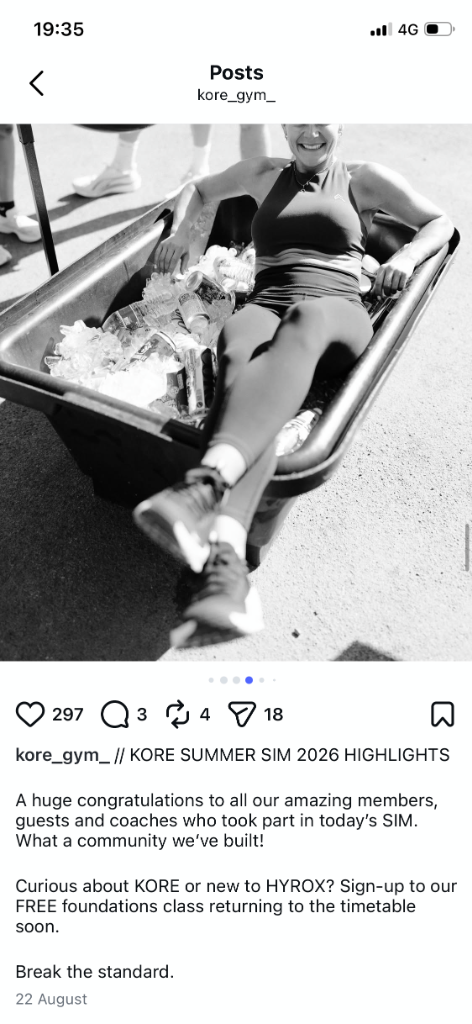 19:35
4G
Posts
kore_gym_
297
3
4
18
kore_gym_ // KORE SUMMER SIM 2026 HIGHLIGHTS
A huge congratulations to all our amazing members,
guests and coaches who took part in today’s SIM.
What a community we’ve built!
Curious about KORE or new to HYROX? Sign-up to our
FREE foundations class returning to the timetable
soon.
Break the standard.
22 August